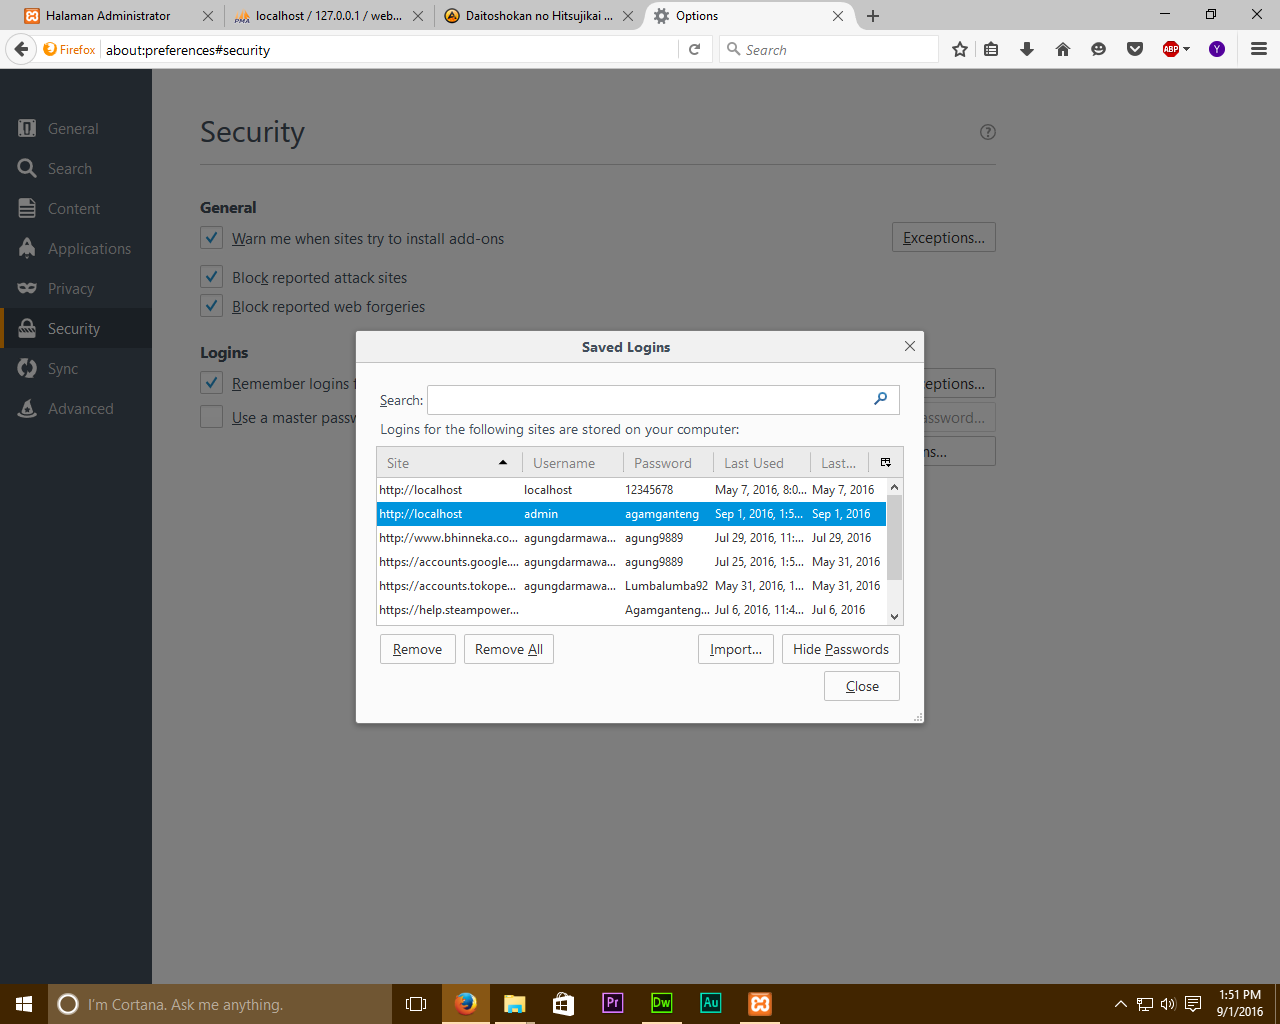 Halaman Administrator
localhost / 127.0.0.1 / web...
Daitoshokan no Hitsujikai ...
Options
Firefox
about:preferences#security
Search
ABP
Y
General
Search
Content
Applications
Privacy
Security
Sync
Advanced
Security
?
General
Warn me when sites try to install add-ons
Exceptions...
Block reported attack sites
Block reported web forgeries
Logins
Remember logins f
eptions...
Use a master passw
assword...
ns...
Saved Logins
Search:
Logins for the following sites are stored on your computer:
Site Username Password Last Used Last...
http://localhost localhost 12345678 May 7, 2016, 8:0... May 7, 2016
http://localhost admin agamganteng Sep 1, 2016, 1:5... Sep 1, 2016
http://www.bhinneka.co... agungdarmawa... agung9889 Jul 29, 2016, 11:... Jul 29, 2016
https://accounts.google.... agungdarmawa... agung9889 Jul 25, 2016, 1:5... May 31, 2016
https://accounts.tokope... agungdarmawa... Lumbalumba92 May 31, 2016, 1... May 31, 2016
https://help.steampower... Agamganteng... Jul 6, 2016, 11:4... Jul 6, 2016
Remove
Remove All
Import...
Hide Passwords
Close
I'm Cortana. Ask me anything.
Pr
Dw
Au
1:51 PM
9/1/2016